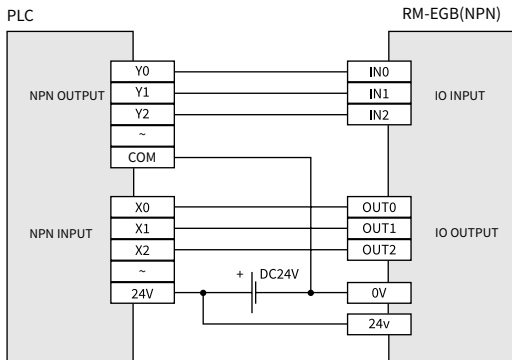 PLC
RM-EGB(NPN)
NPN OUTPUT
Y0
Y1
Y2
~
COM
IN0
IN1
IN2
IO INPUT
NPN INPUT
X0
X1
X2
~
24V
+ DC24V
OUT0
OUT1
OUT2
0V
24v
IO OUTPUT